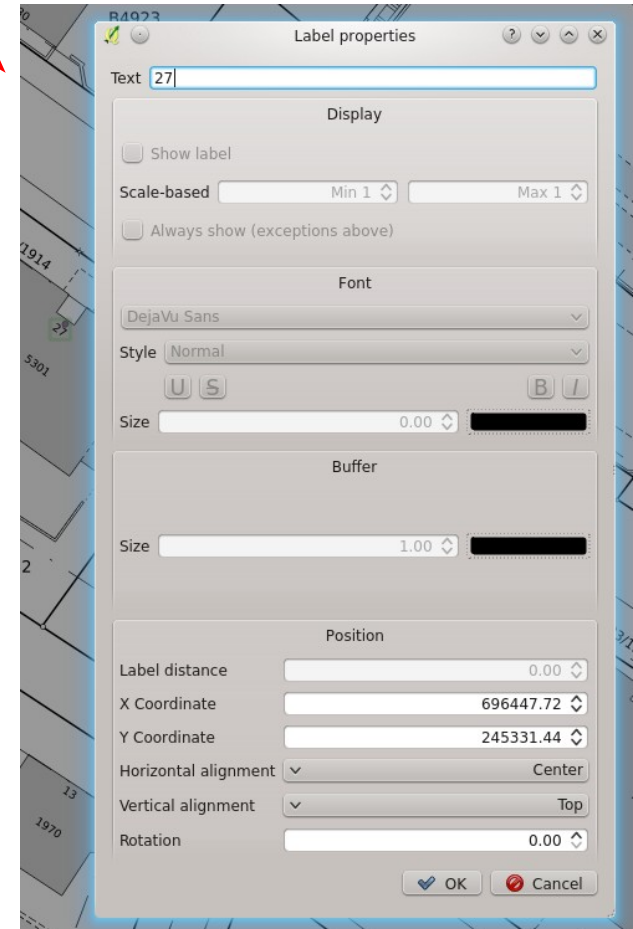 B4923
Label properties
Text 27
Display
Show label
Scale-based Min 1 Max 1
Always show (exceptions above)
/1914
Font
DejaVu Sans
27
Style Normal
5301
U S B I
Size 0.00
Buffer
Size 1.00
2
Position
Label distance 0.00
X Coordinate 696447.72
Y Coordinate 245331.44
Horizontal alignment Center
13
Vertical alignment Top
1970
Rotation 0.00
OK Cancel